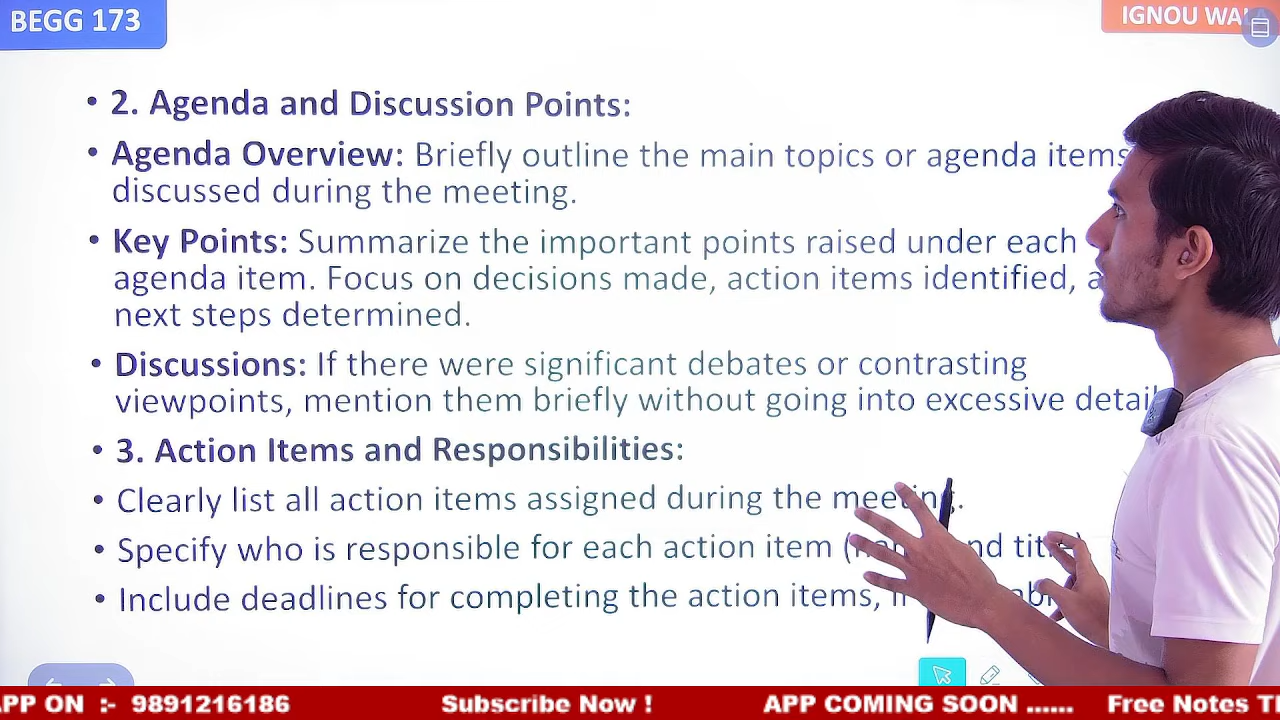 BEGG 173
IGNOU WAL
• 2. Agenda and Discussion Points:
• Agenda Overview: Briefly outline the main topics or agenda items
discussed during the meeting.
• Key Points: Summarize the important points raised under each
agenda item. Focus on decisions made, action items identified, a
next steps determined.
• Discussions: If there were significant debates or contrasting
viewpoints, mention them briefly without going into excessive detail
• 3. Action Items and Responsibilities:
• Clearly list all action items assigned during the meeting.
• Specify who is responsible for each action item
• Include deadlines for completing the action items,
APP ON :- 9891216186 Subscribe Now ! APP COMING SOON ...... Free Notes